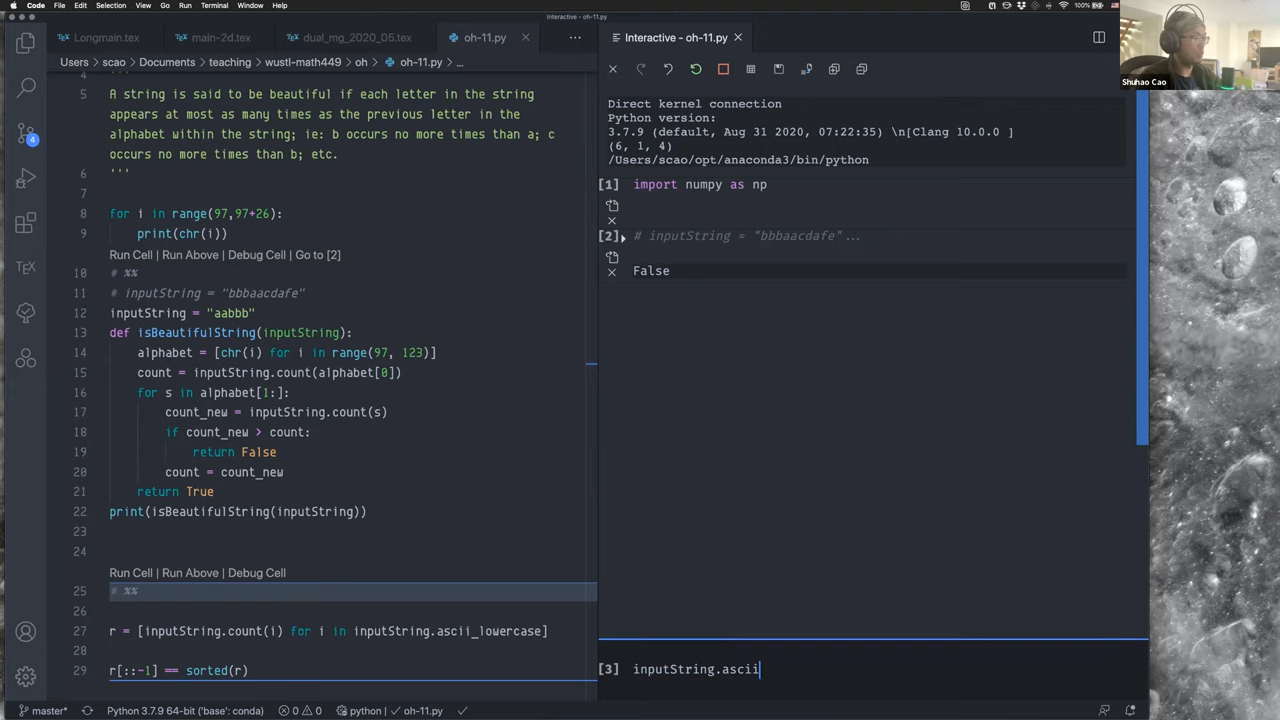 Code File Edit Selection View Go Run Terminal Window Help 100%
Interactive - oh-11.py
Longmain.tex main-2d.tex dual_mg_2020_05.tex oh-11.py
Users > scao > Documents > teaching > wustl-math449 > oh > oh-11.py > ...
4 '''
5 A string is said to be beautiful if each letter in the string
appears at most as many times as the previous letter in the
alphabet within the string; ie: b occurs no more times than a; c
occurs no more times than b; etc.
6 '''
7
8 for i in range(97,97+26):
9 print(chr(i))
Run Cell | Run Above | Debug Cell | Go to [2]
10 # %%
11 # inputString = "bbbaacdafe"
12 inputString = "aabbb"
13 def isBeautifulString(inputString):
14 alphabet = [chr(i) for i in range(97, 123)]
15 count = inputString.count(alphabet[0])
16 for s in alphabet[1:]:
17 count_new = inputString.count(s)
18 if count_new > count:
19 return False
20 count = count_new
21 return True
22 print(isBeautifulString(inputString))
23
24
Run Cell | Run Above | Debug Cell
25 # %%
26
27 r = [inputString.count(i) for i in inputString.ascii_lowercase]
28
29 r[::-1] == sorted(r)
4
TEX
master* Python 3.7.9 64-bit ('base': conda) 0 0 python | oh-11.py
Interactive - oh-11.py
Direct kernel connection
Python version:
3.7.9 (default, Aug 31 2020, 07:22:35) \n[Clang 10.0.0 ]
(6, 1, 4)
/Users/scao/opt/anaconda3/bin/python
[1] import numpy as np
[2] # inputString = "bbbaacdafe"...
False
[3] inputString.ascii
Shuhao Cao